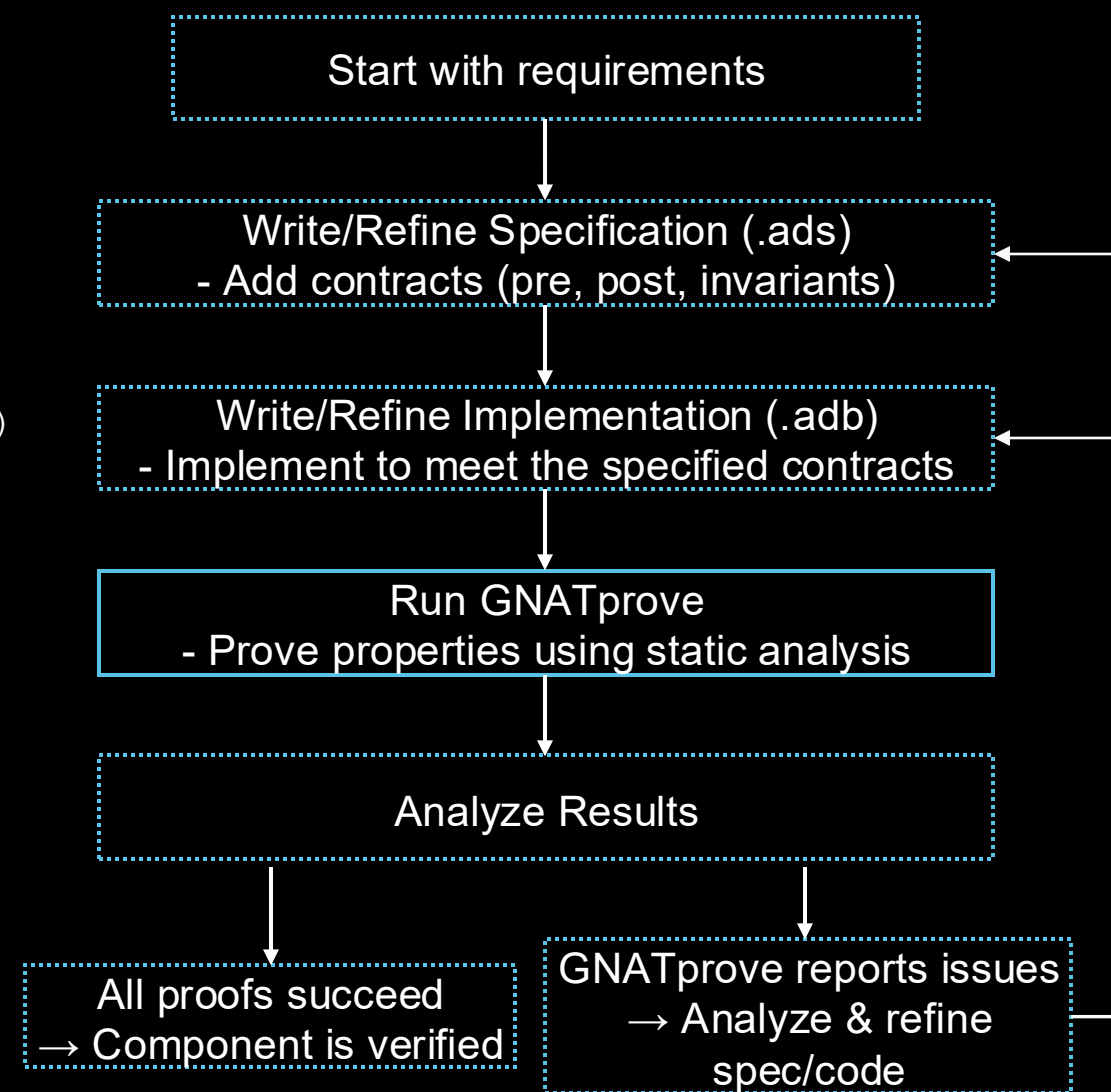 Start with requirements
Write/Refine Specification (.ads)
- Add contracts (pre, post, invariants)
)
Write/Refine Implementation (.adb)
- Implement to meet the specified contracts
Run GNATprove
- Prove properties using static analysis
Analyze Results
All proofs succeed
→ Component is verified
GNATprove reports issues
→ Analyze & refine
spec/code